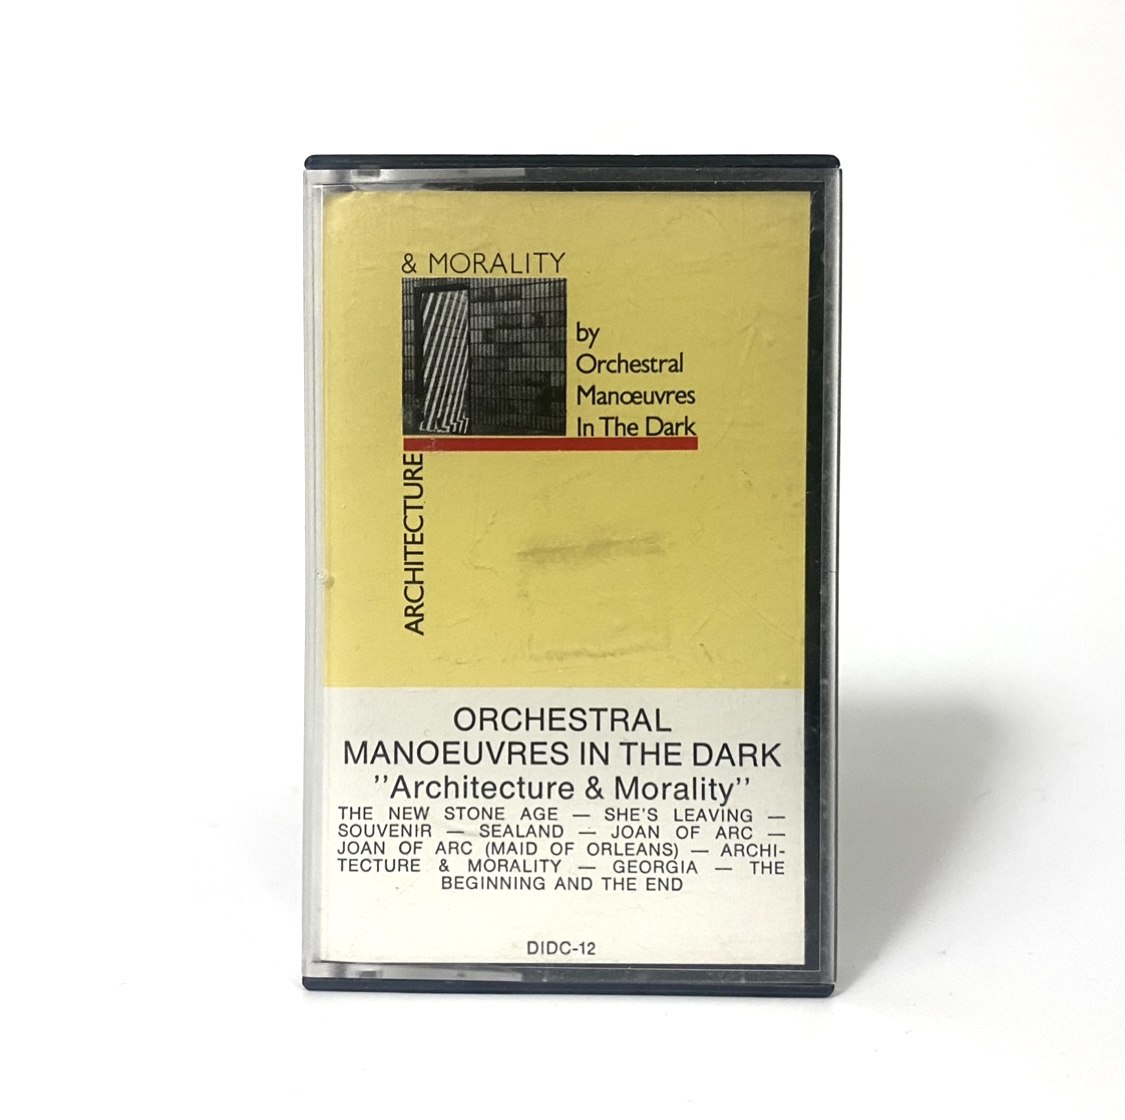 & MORALITY
by
Orchestral
Manœuvres
In The Dark
ARCHITECTURE
ORCHESTRAL
MANOEUVRES IN THE DARK
''Architecture & Morality''
THE NEW STONE AGE — SHE'S LEAVING —
SOUVENIR — SEALAND — JOAN OF ARC —
JOAN OF ARC (MAID OF ORLEANS) — ARCHI-
TECTURE & MORALITY — GEORGIA — THE
BEGINNING AND THE END
DIDC-12